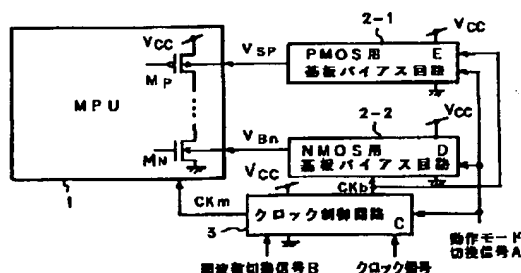 2-1
VCC
VCC
VSP
PMOS用 E
基板バイアス回路
MP
MPU
2-2
VCC
VBn
NMOS用 D
基板バイアス回路
MN
VCC
CKb
1
CKm
クロック制御回路
C
3
動作モード
切換信号A
周波数切換信号B
クロック信号